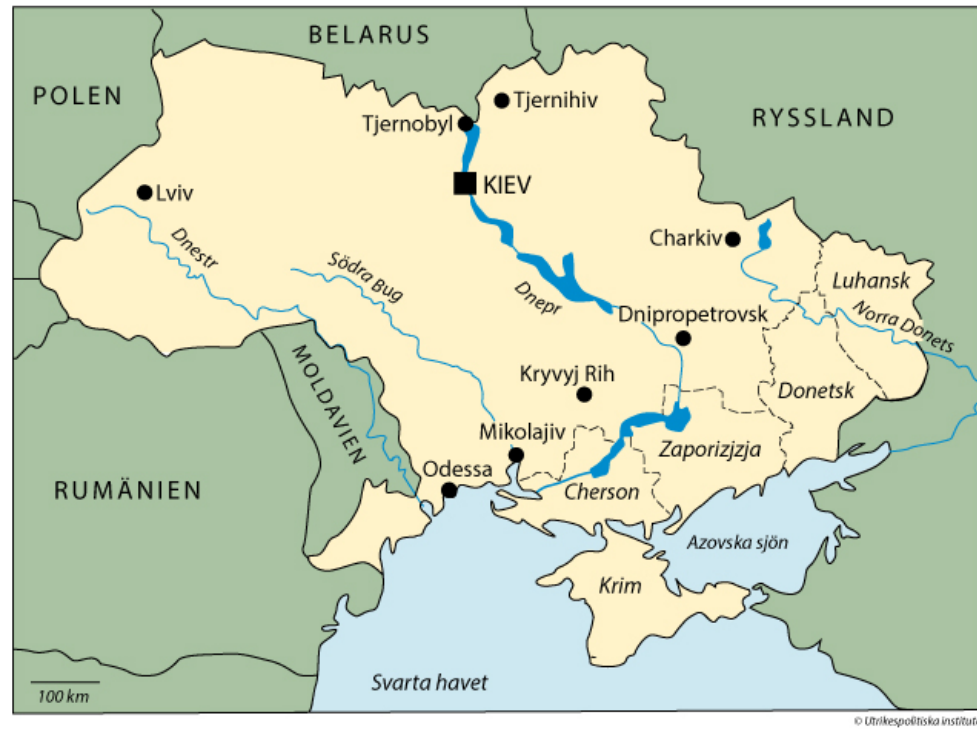 BELARUS
POLEN
Tjernihiv
Tjernobyl
RYSSLAND
KIEV
Lviv
Charkiv
Dnestr
Södra Bug
Luhansk
Dnepr
Norra Donets
Dnipropetrovsk
MOLDAVIEN
Kryvyj Rih
Donetsk
Mikolajiv
Zaporizjzja
Odessa
RUMÄNIEN
Cherson
Azovska sjön
Krim
Svarta havet
100 km
© Utrikespolitiska institute